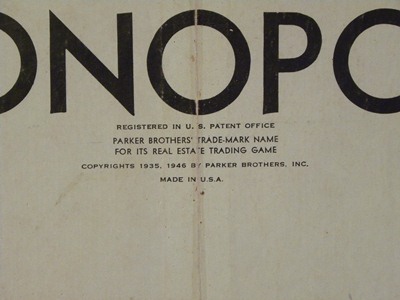 ONOPO
REGISTERED IN U. S. PATENT OFFICE
PARKER BROTHERS' TRADE-MARK NAME
FOR ITS REAL ESTATE TRADING GAME
COPYRIGHTS 1935, 1946 BY PARKER BROTHERS, INC.
MADE IN U.S.A.